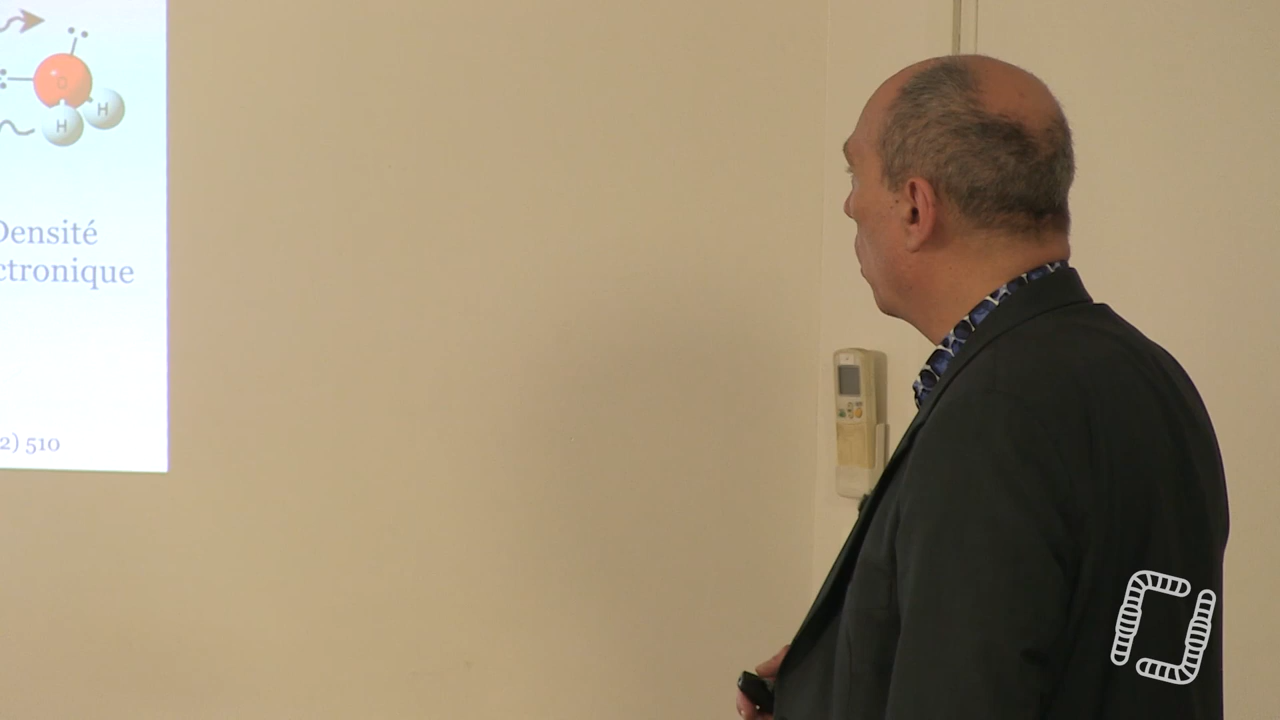 O
H
H
Densité
ctronique
2) 510